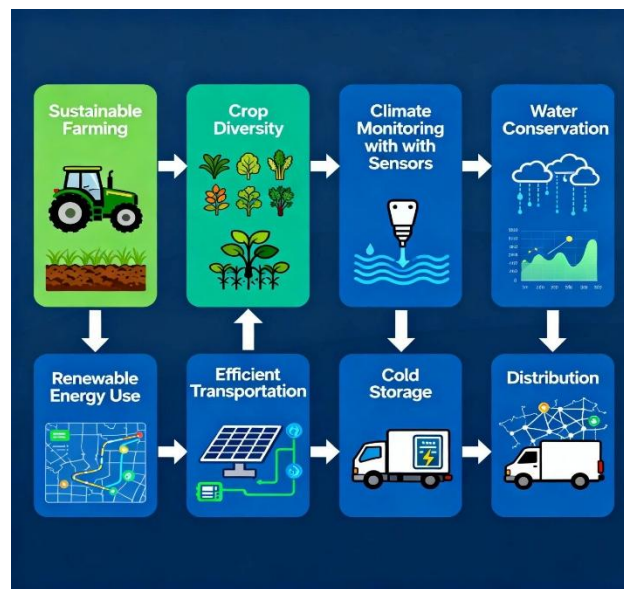 Sustainable
Farming
Crop
Diversity
Climate
Monitoring
with with
Sensors
Water
Conservation
Renewable
Energy Use
Efficient
Transportation
Cold
Storage
Distribution